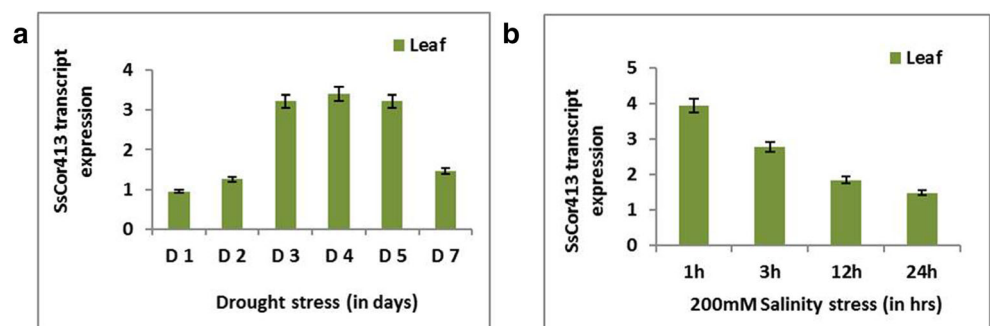 a
Leaf
SsCor413 transcript
expression
4
3
2
1
0
D 1 D 2 D 3 D 4 D 5 D 7
Drought stress (in days)
b
Leaf
SsCor413 transcript
expression
5
4
3
2
1
0
1h 3h 12h 24h
200mM Salinity stress (in hrs)